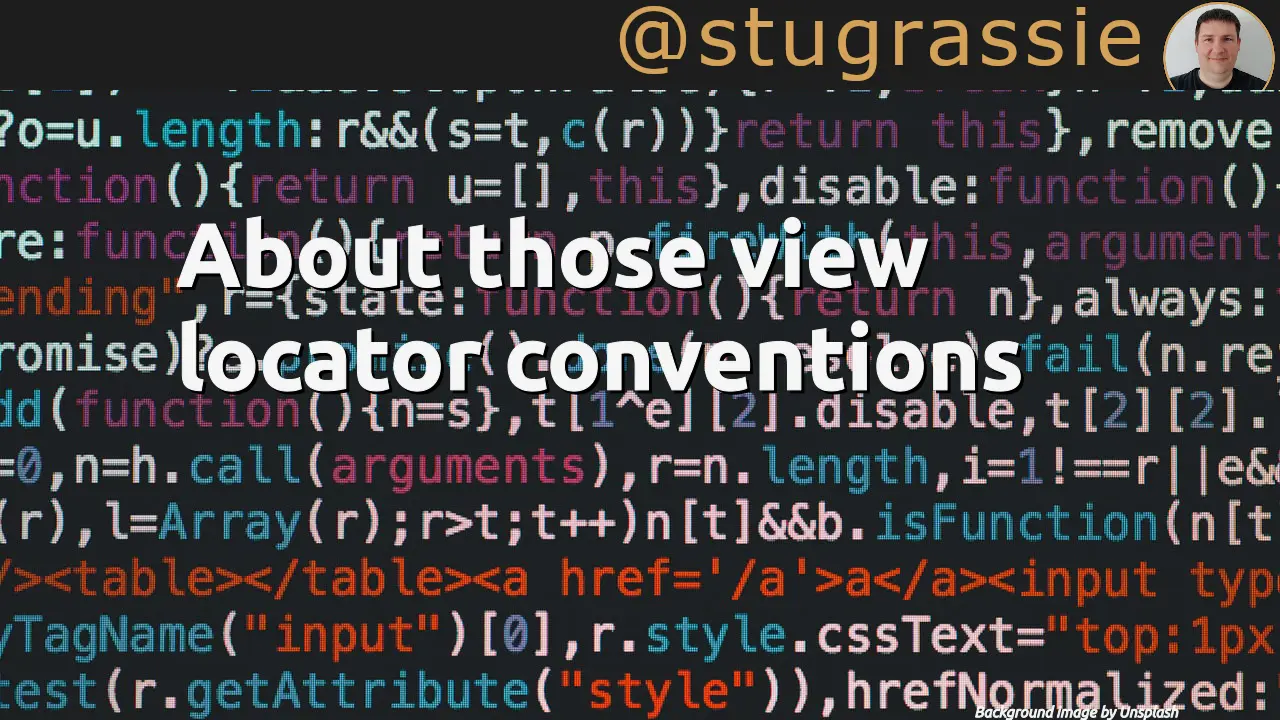 @stugrassie
?o=u.length:r&&(s=t,c(r))}return this},remove
nction(){return u=[],this},disable:function()
re:function(){return p.fireWith(this,arguments
About those view
ending",r={state:function(){return n},always:
romise)?
fail(n.re
locator conventions
dd(function(){n=s},t[1^e][2].disable,t[2][2].
=0,n=h.call(arguments),r=n.length,i=1!==r||e&
(r),l=Array(r);r>t;t++)n[t]&&b.isFunction(n[t
/><table></table><a href='/a'>a</a><input typ
yTagName("input")[0],r.style.cssText="top:1px
test(r.getAttribute("style")),hrefNormalized:
Background image by Unsplash